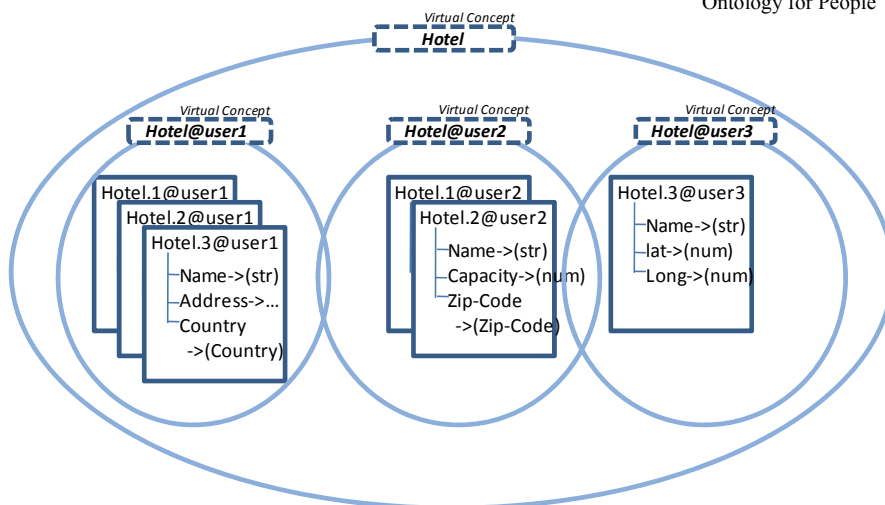 Ontology for People
Virtual Concept
Hotel
Virtual Concept
Hotel@user1
Virtual Concept
Hotel@user2
Virtual Concept
Hotel@user3
Hotel.1@user1
Hotel.2@user1
Hotel.3@user1
Name->(str)
Address->...
Country
->(Country)
Hotel.1@user2
Hotel.2@user2
Name->(str)
Capacity->(num)
Zip-Code
->(Zip-Code)
Hotel.3@user3
Name->(str)
lat->(num)
Long->(num)